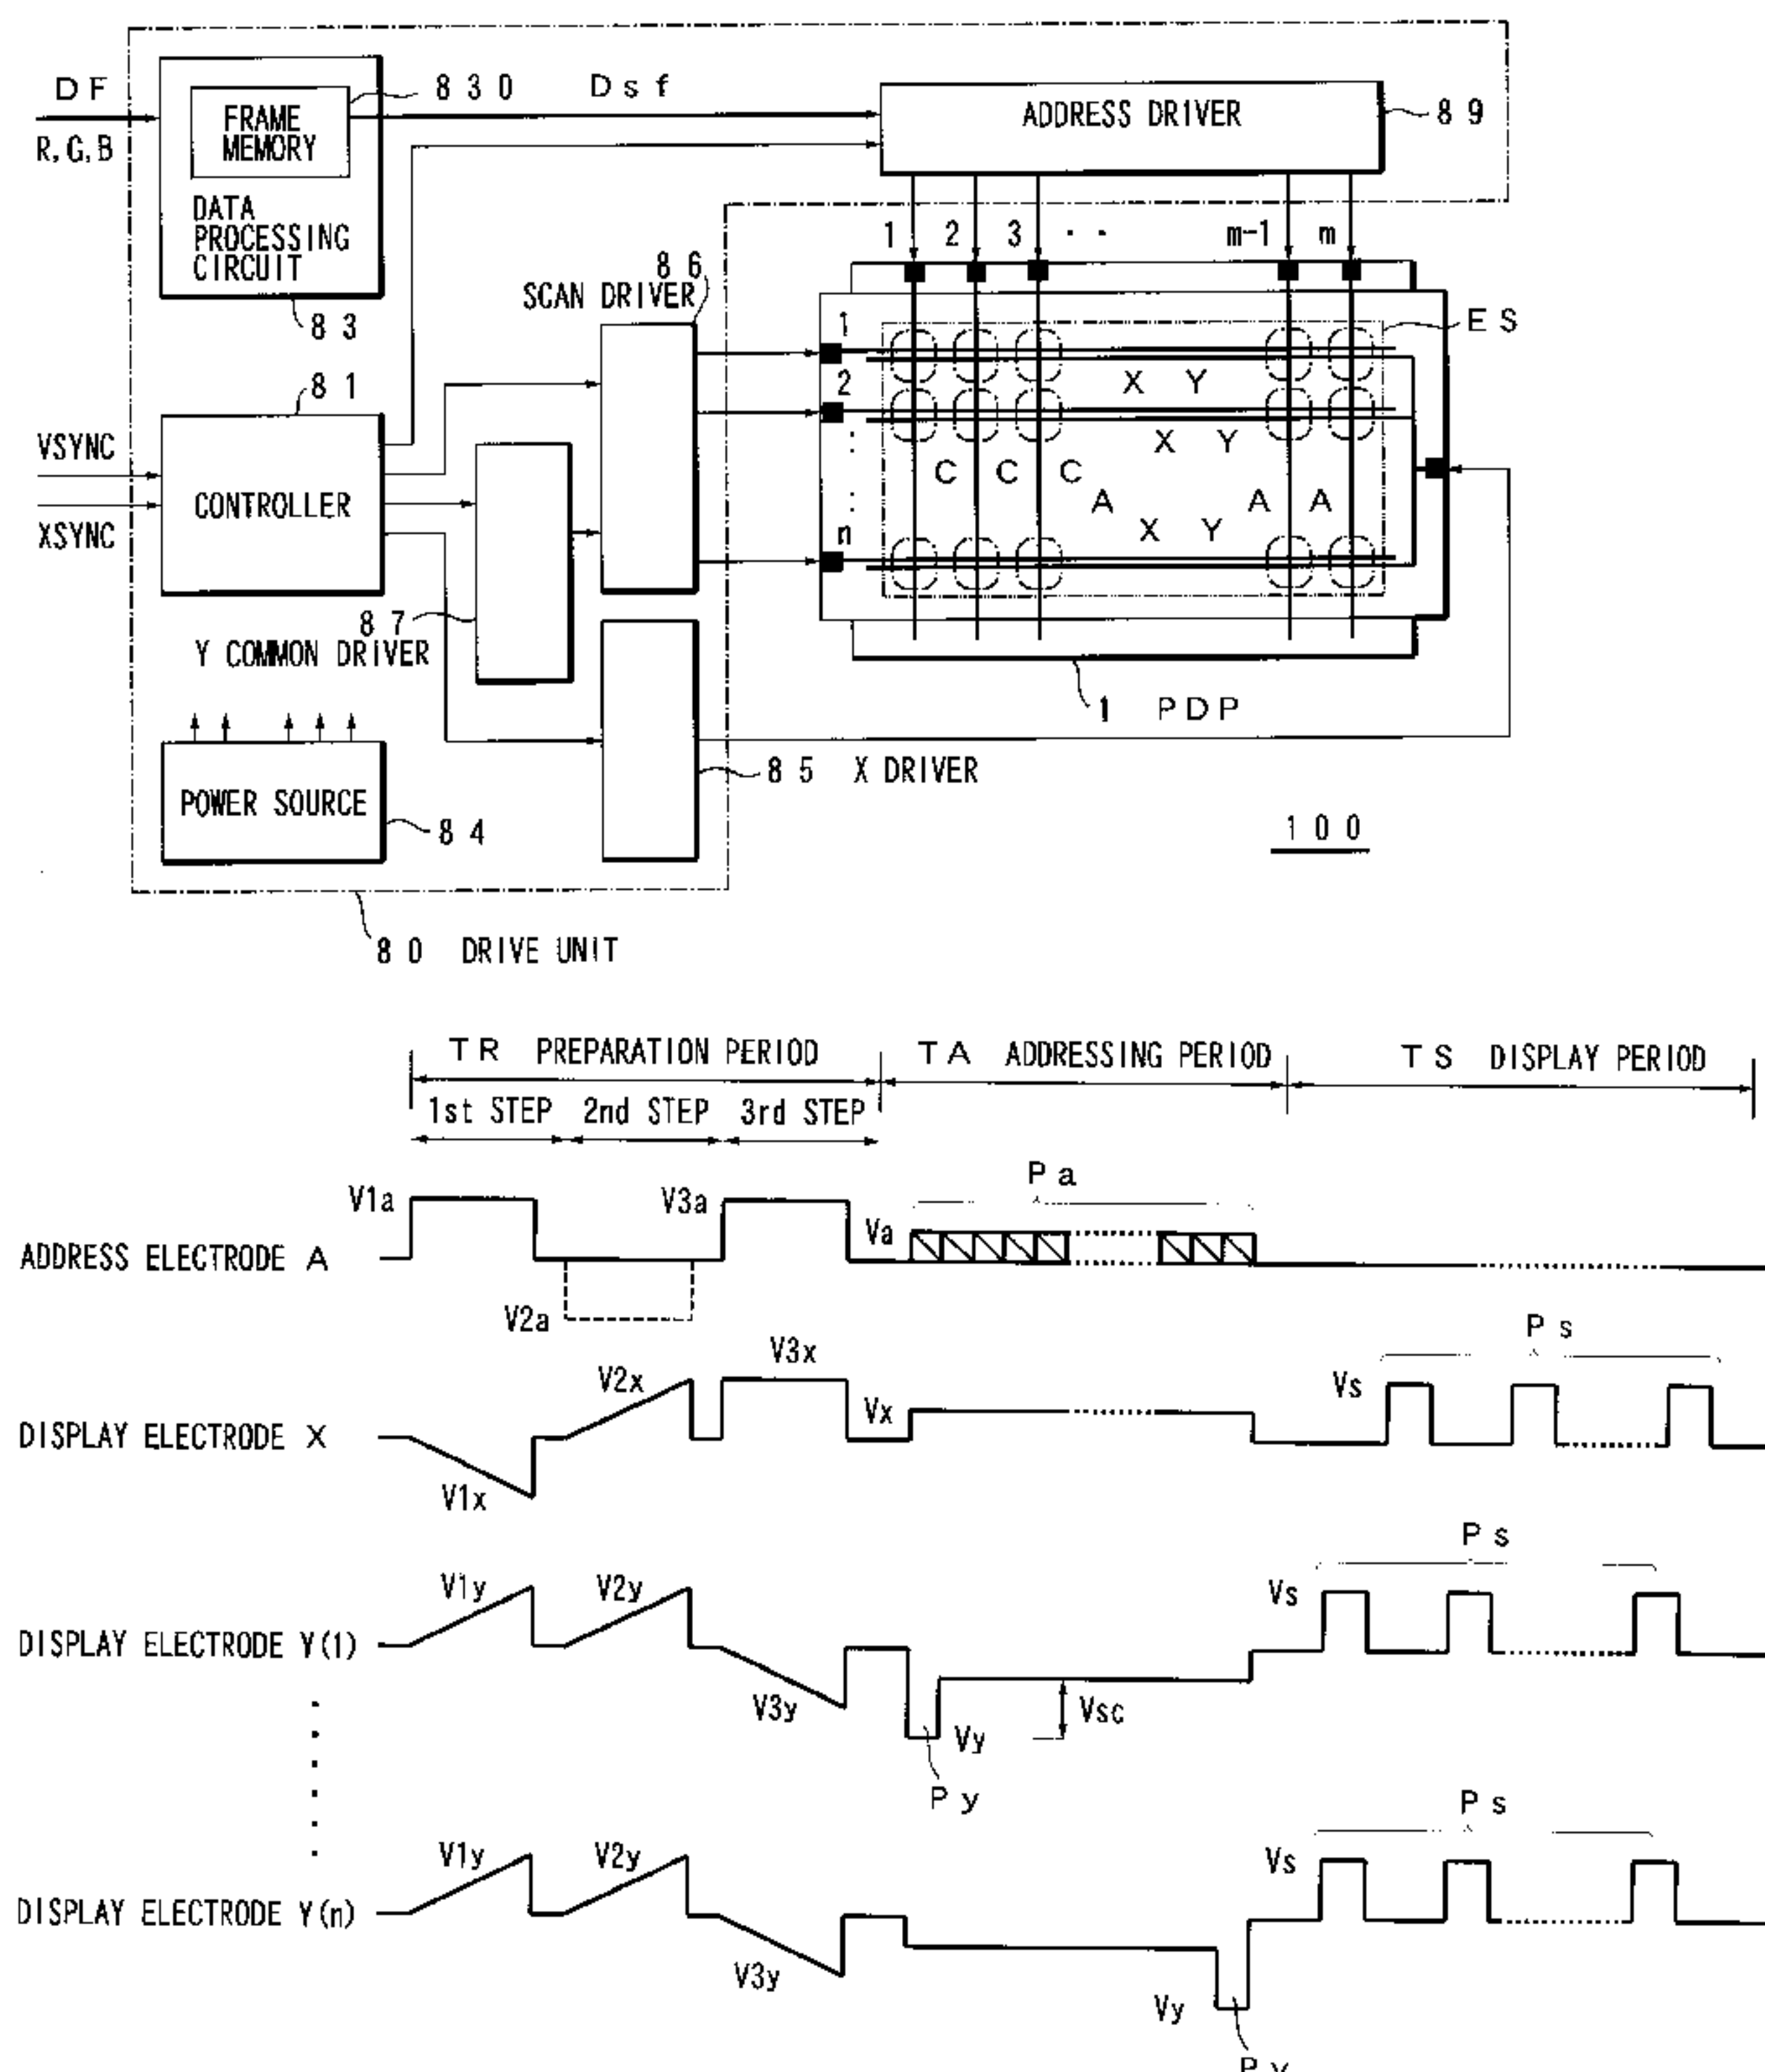 DF
R,G,B
FRAME
MEMORY
830
Dsf
DATA
PROCESSING
CIRCUIT
83
ADDRESS DRIVER
89
1 2 3 ·· m-1 m
86
SCAN DRIVER
ES
1
2
:
:
n
X Y
X Y
C C C
A A A
X Y
81
VSYNC
XSYNC
CONTROLLER
87
Y COMMON DRIVER
1 PDP
85 X DRIVER
POWER SOURCE
84
100
80 DRIVE UNIT
TR PREPARATION PERIOD
TA ADDRESSING PERIOD
TS DISPLAY PERIOD
1st STEP 2nd STEP 3rd STEP
ADDRESS ELECTRODE A
V1a
V2a
V3a
Va
Pa
DISPLAY ELECTRODE X
V1x
V2x
V3x
Vx
Vs
Ps
DISPLAY ELECTRODE Y(1)
V1y
V2y
V3y
Vy
Vsc
Py
Vs
Ps
DISPLAY ELECTRODE Y(n)
V1y
V2y
V3y
Vy
Py
Vs
Ps